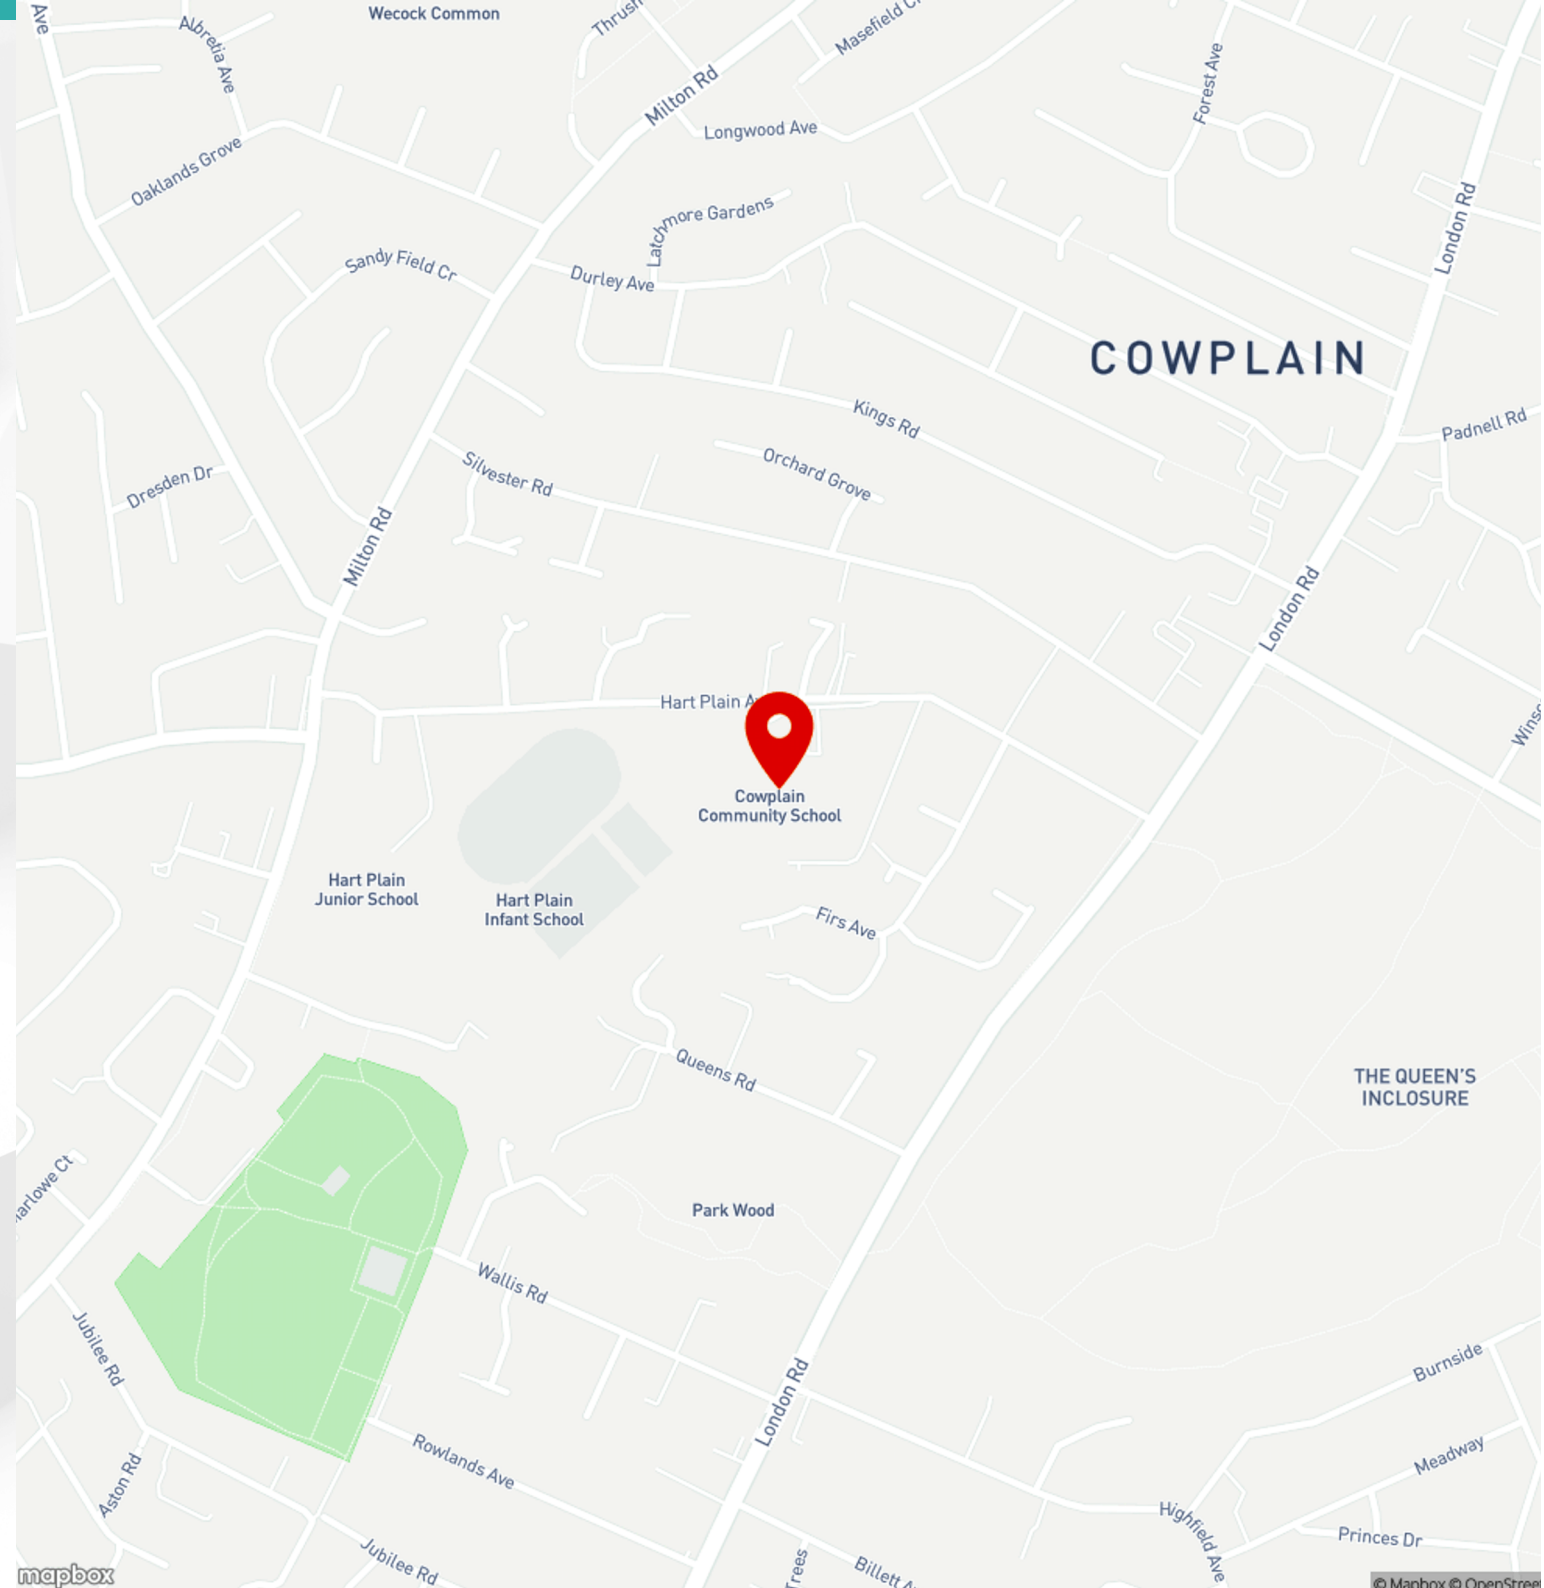 Ave
Wecock Common
Albretia Ave
Milton Rd
Longwood Ave
Forest Ave
Oaklands Grove
Latchmore Gardens
London Rd
Sandy Field Cr
Durley Ave
COWPLAIN
Kings Rd
Padnell Rd
Orchard Grove
Silvester Rd
Dresden Dr
Milton Rd
London Rd
Hart Plain
Cowplain
Community School
Hart Plain
Junior School
Hart Plain
Infant School
Firs Ave
Queens Rd
THE QUEEN'S
INCLOSURE
Park Wood
Wallis Rd
Jubilee Rd
Burnside
London Rd
Rowlands Ave
Meadway
Aston Rd
Highfield Ave
Princes Dr
Jubilee Rd
Billett
mapbox
© Mapbox ©